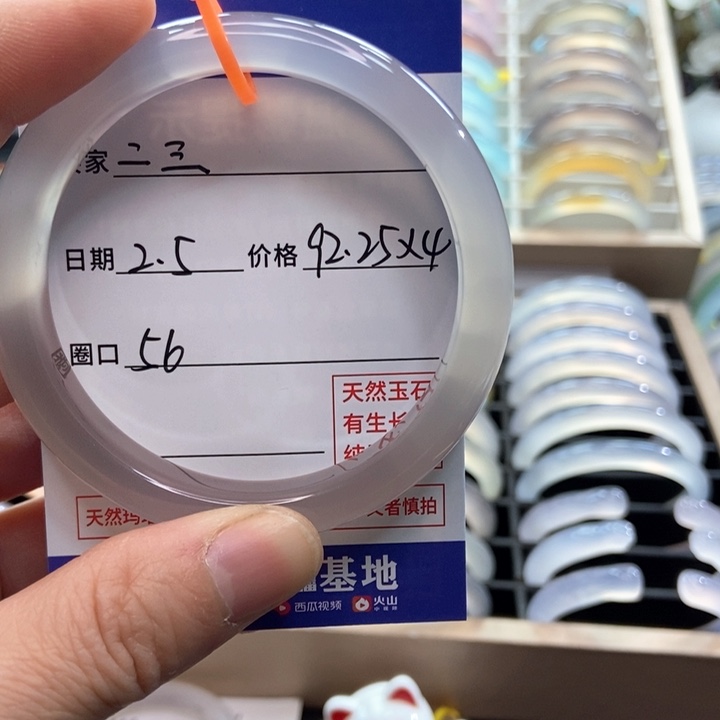 家 二 三
日期 2.5 价格 92.25X4
圈口 56
天然玉石
有生长
天然玛
者慎拍
基地
西瓜视频 火山